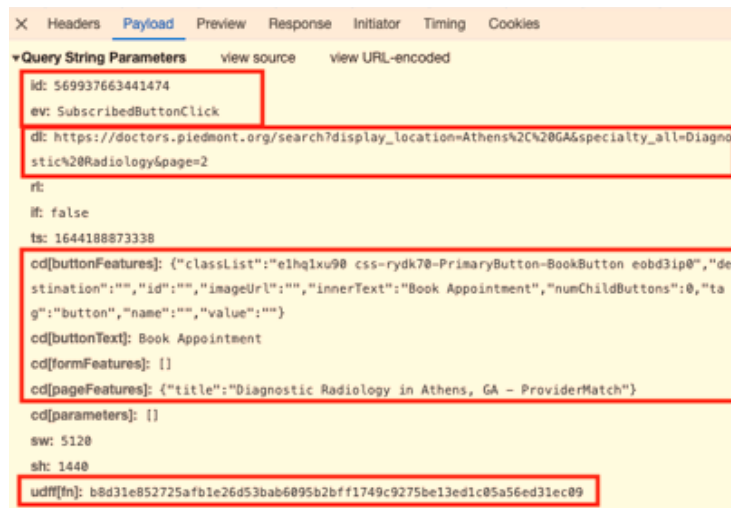 × Headers Payload Preview Response Initiator Timing Cookies
▼Query String Parameters view source view URL-encoded
id: 569937663441474
ev: SubscribedButtonClick
dl: https://doctors.piedmont.org/search?display_location=Athens%2C%20GA&specialty_all=Diagno
stic%20Radiology&page=2
rl:
if: false
ts: 1644188873338
cd[buttonFeatures]: {"classList":"e1hq1xu90 css-rydk70-PrimaryButton-BookButton eobd3ip0","de
stination":"","id":"","imageUrl":"","innerText":"Book Appointment","numChildButtons":0,"ta
g":"button","name":"","value":""}
cd[buttonText]: Book Appointment
cd[formFeatures]: []
cd[pageFeatures]: {"title":"Diagnostic Radiology in Athens, GA – ProviderMatch"}
cd[parameters]: []
sw: 5120
sh: 1440
udff[fn]: b8d31e852725afb1e26d53bab6095b2bff1749c9275be13ed1c05a56ed31ec09